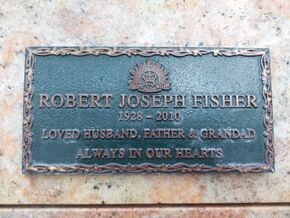 ROBERT JOSEPH FISHER
1928 - 2010
LOVED HUSBAND, FATHER & GRANDAD
ALWAYS IN OUR HEARTS